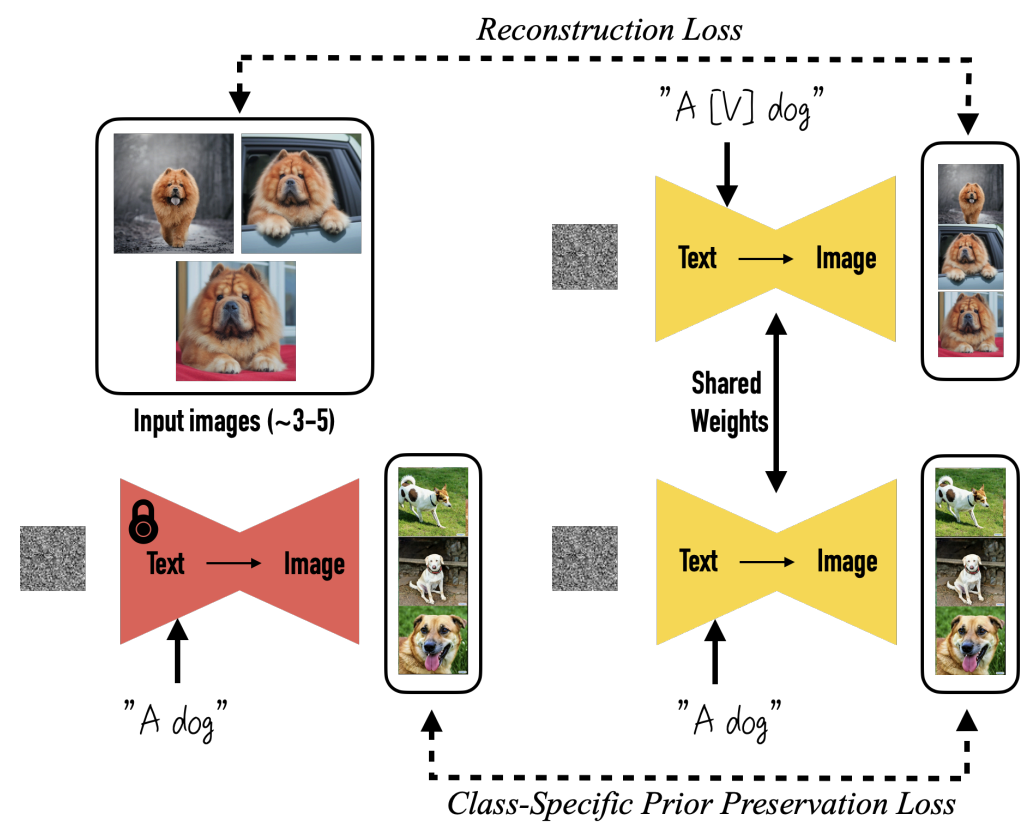 Reconstruction Loss
"A [V] dog"
Text
Image
Input images (~3–5)
Shared
Weights
Text
Image
"A dog"
Text
Image
"A dog"
Class-Specific Prior Preservation Loss